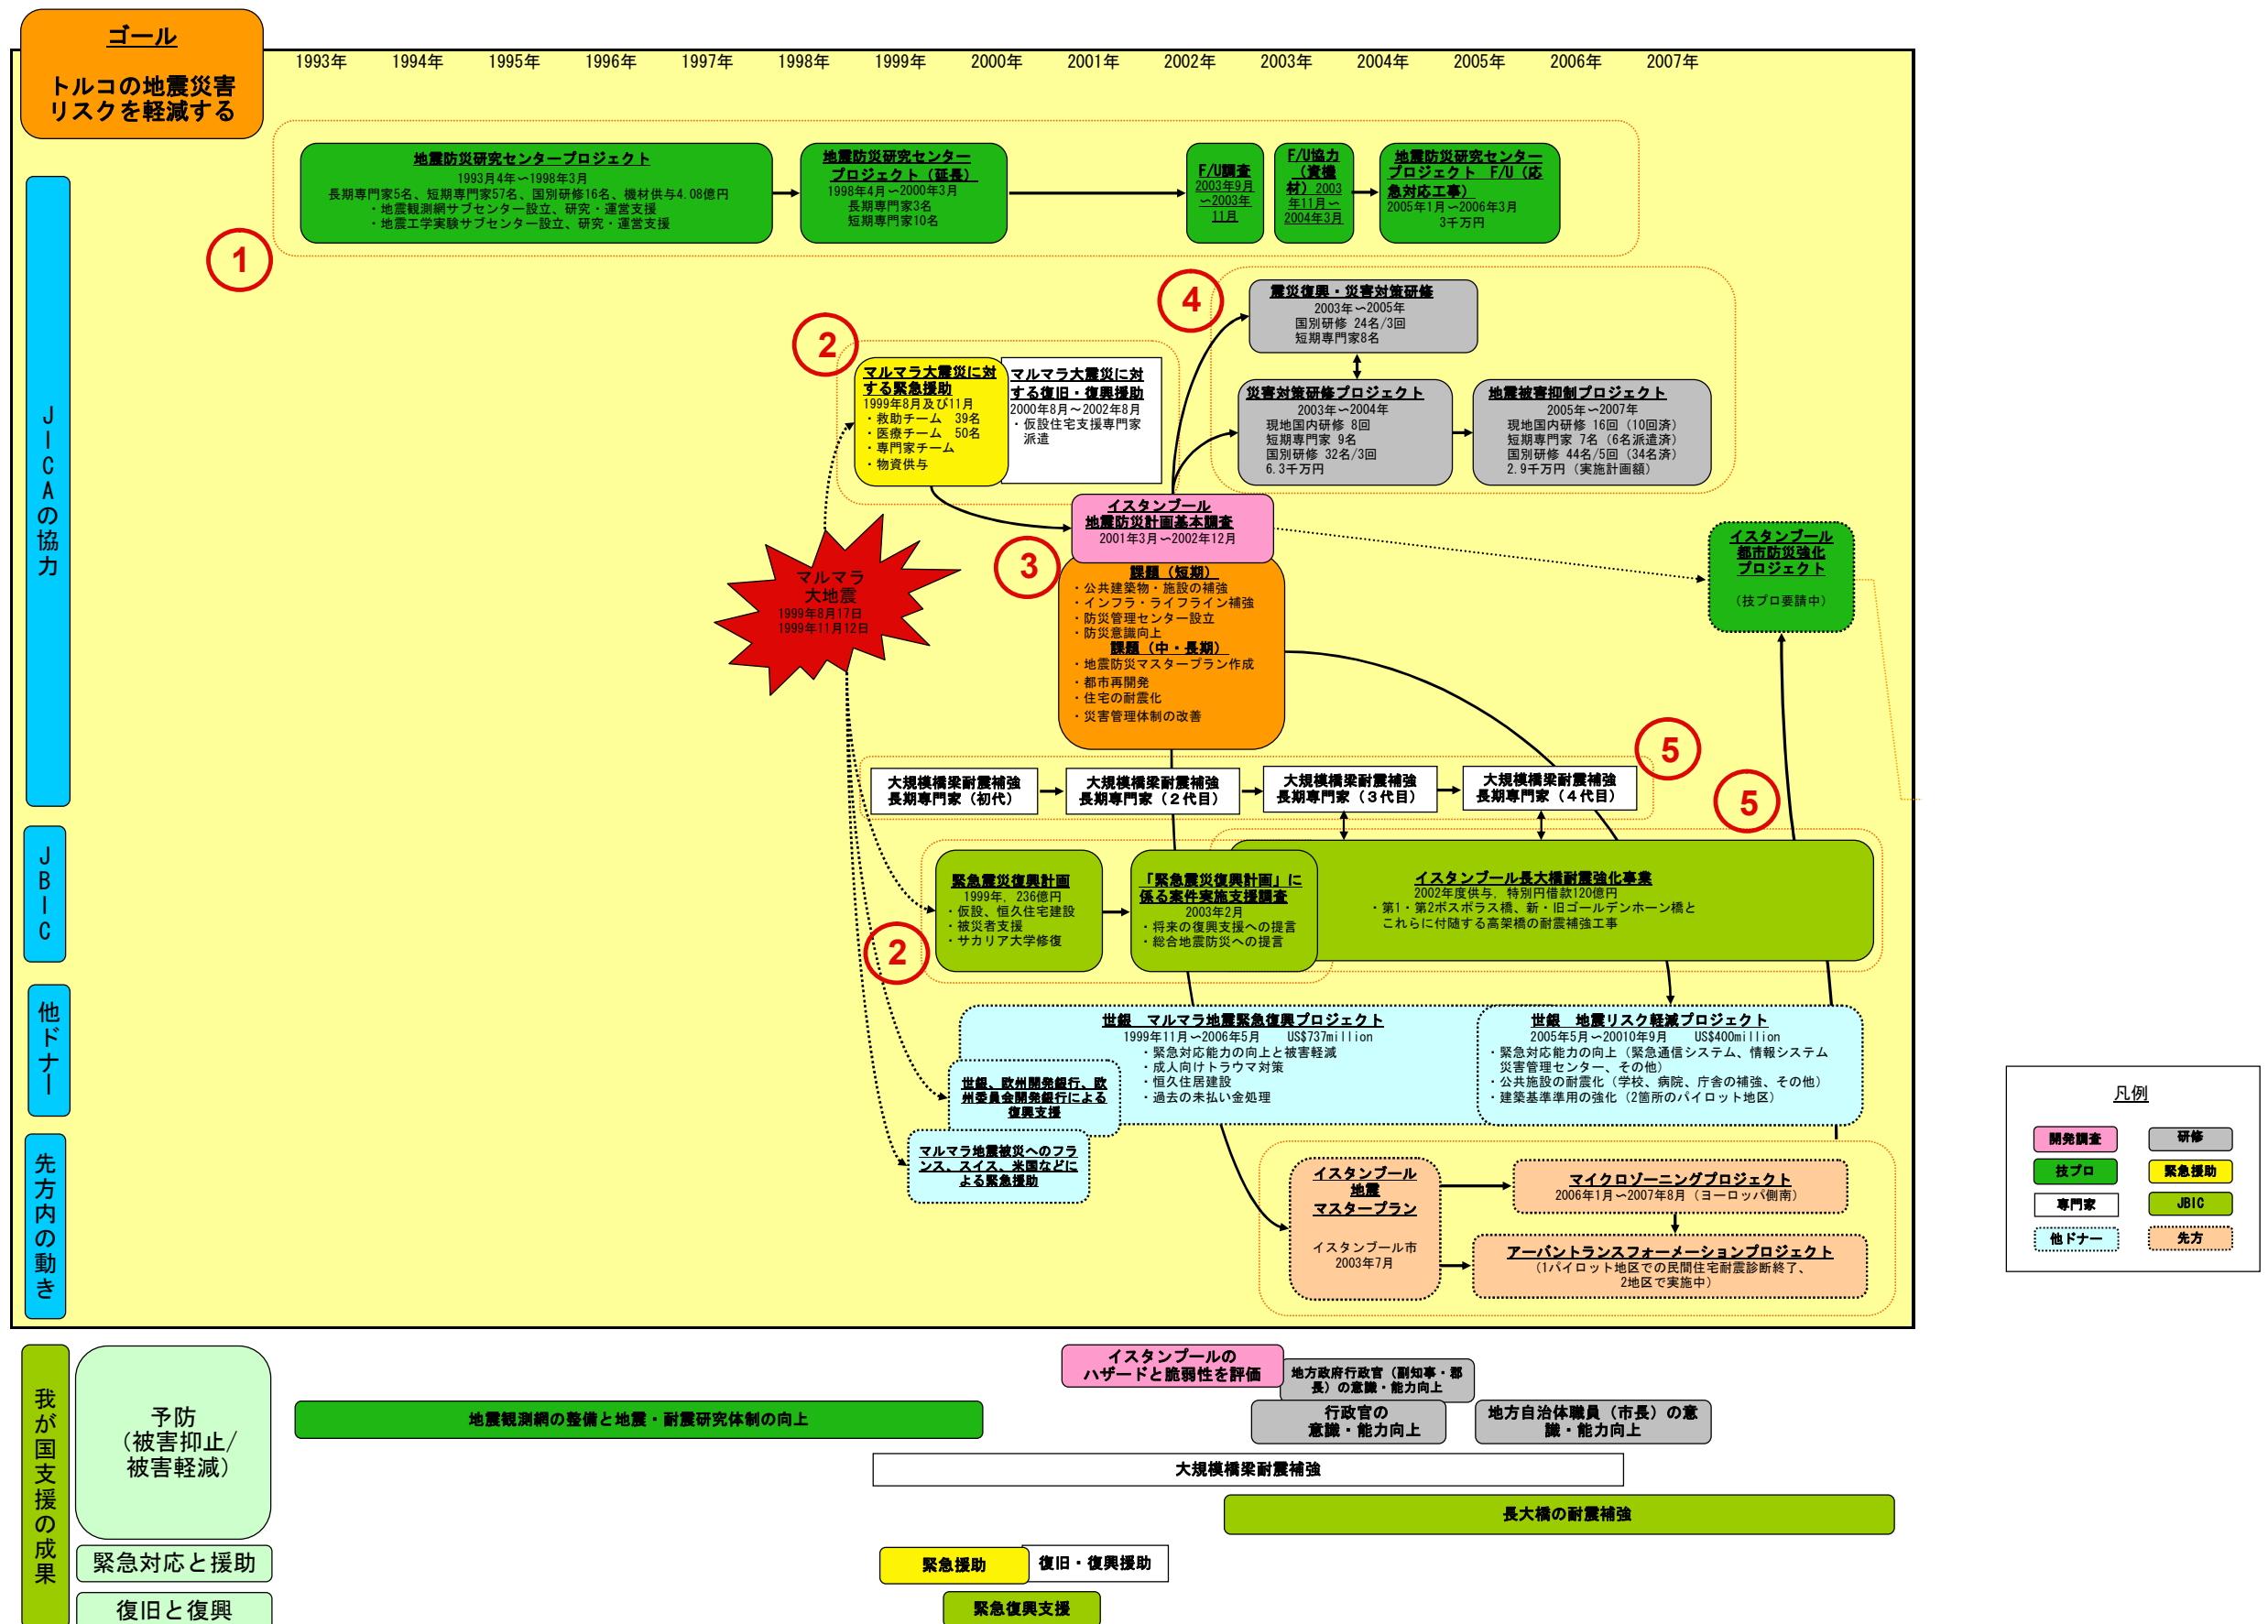 ゴール
トルコの地震災害
リスクを軽減する
1993年 1994年 1995年 1996年 1997年 1998年 1999年 2000年 2001年 2002年 2003年 2004年 2005年 2006年 2007年
JICAの協力
JBIC
他ドナー
先方内の動き
1
地震防災研究センタープロジェクト
1993月4年～1998年3月
長期専門家5名、短期専門家57名、国別研修16名、機材供与4.08億円
・地震観測網サブセンター設立、研究・運営支援
・地震工学実験サブセンター設立、研究・運営支援
地震防災研究センター
プロジェクト（延長）
1998年4月～2000年3月
長期専門家3名
短期専門家10名
F/U調査
2003年9月
～2003年
11月
F/U協力
（資機
材）2003
年11月～
2004年3月
地震防災研究センター
プロジェクト F/U（応
急対応工事）
2005年1月～2006年3月
3千万円
4
震災復興・災害対策研修
2003年～2005年
国別研修 24名/3回
短期専門家8名
災害対策研修プロジェクト
2003年～2004年
現地国内研修 8回
短期専門家 9名
国別研修 32名/3回
6.3千万円
地震被害抑制プロジェクト
2005年～2007年
現地国内研修 16回（10回済）
短期専門家 7名（6名派遣済）
国別研修 44名/5回（34名済）
2.9千万円（実施計画額）
2
マルマラ大震災に対
する緊急援助
1999年8月及び11月
・救助チーム 39名
・医療チーム 50名
・専門家チーム
・物資供与
マルマラ大震災に対
する復旧・復興援助
2000年8月～2002年8月
・仮設住宅支援専門家
派遣
マルマラ
大地震
1999年8月17日
1999年11月12日
3
イスタンブール
地震防災計画基本調査
2001年3月～2002年12月
課題（短期）
・公共建築物・施設の補強
・インフラ・ライフライン補強
・防災管理センター設立
・防災意識向上
課題（中・長期）
・地震防災マスタープラン作成
・都市再開発
・住宅の耐震化
・災害管理体制の改善
イスタンブール
都市防災強化
プロジェクト
（技プロ要請中）
5
大規模橋梁耐震補強
長期専門家（初代）
大規模橋梁耐震補強
長期専門家（２代目）
大規模橋梁耐震補強
長期専門家（３代目）
大規模橋梁耐震補強
長期専門家（４代目）
5
2
緊急震災復興計画
1999年，236億円
・仮設、恒久住宅建設
・被災者支援
・サカリア大学修復
「緊急震災復興計画」に
係る案件実施支援調査
2003年2月
・将来の復興支援への提言
・総合地震防災への提言
イスタンブール長大橋耐震強化事業
2002年度供与，特別円借款120億円
・第1・第2ボスポラス橋、新・旧ゴールデンホーン橋と
これらに付随する高架橋の耐震補強工事
世銀 マルマラ地震緊急復興プロジェクト
1999年11月～2006年5月 US$737million
・緊急対応能力の向上と被害軽減
・成人向けトラウマ対策
・恒久住居建設
・過去の未払い金処理
世銀 地震リスク軽減プロジェクト
2005年5月～20010年9月 US$400million
・緊急対応能力の向上（緊急通信システム、情報システム
災害管理センター、その他）
・公共施設の耐震化（学校、病院、庁舎の補強、その他）
・建築基準準用の強化（2箇所のパイロット地区）
世銀、欧州開発銀行、欧
州委員会開発銀行による
復興支援
マルマラ地震被災へのフラ
ンス、スイス、米国などに
よる緊急援助
イスタンブール
地震
マスタープラン
イスタンブール市
2003年7月
マイクロゾーニングプロジェクト
2006年1月～2007年8月（ヨーロッパ側南）
アーバントランスフォーメーションプロジェクト
（1パイロット地区での民間住宅耐震診断終了、
2地区で実施中）
凡例
開発調査 研修
技プロ 緊急援助
専門家 JBIC
他ドナー 先方
我が国支援の成果
予防
（被害抑止/
被害軽減）
緊急対応と援助
復旧と復興
イスタンブールの
ハザードと脆弱性を評価
地方政府行政官（副知事・郡
長）の意識・能力向上
地震観測網の整備と地震・耐震研究体制の向上
行政官の
意識・能力向上
地方自治体職員（市長）の意
識・能力向上
大規模橋梁耐震補強
長大橋の耐震補強
緊急援助
復旧・復興援助
緊急復興支援